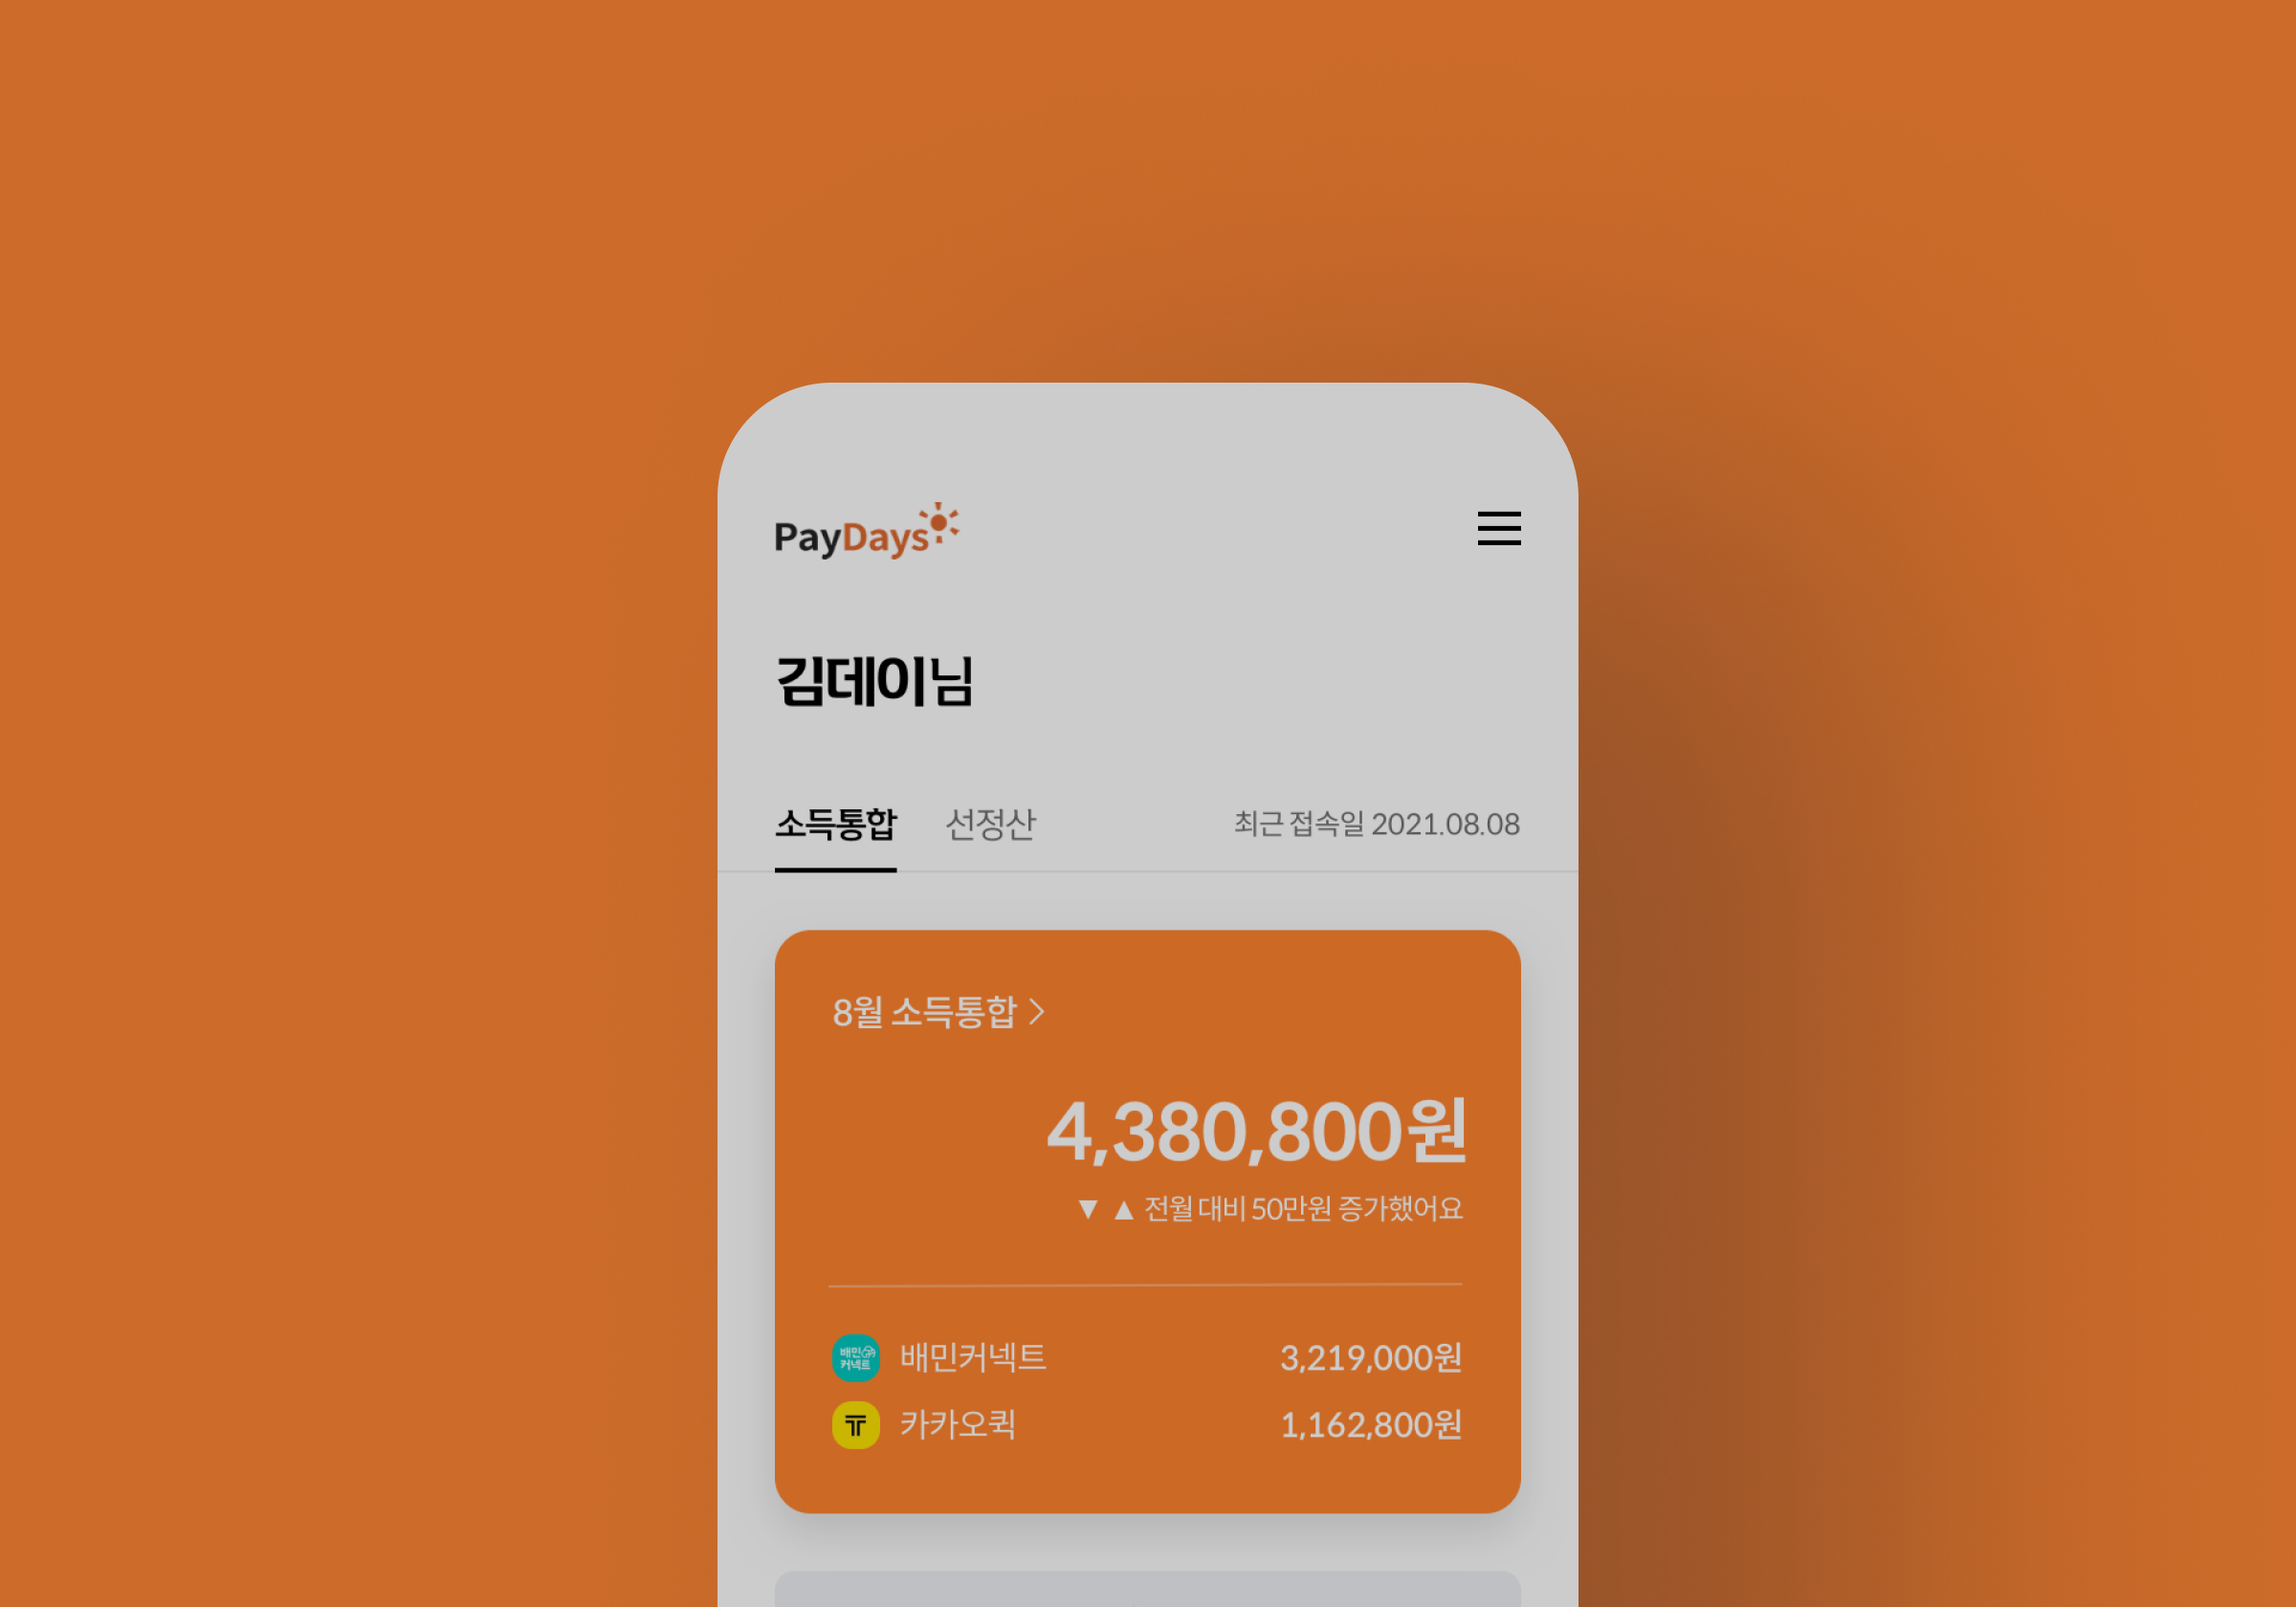 PayDays
김데이님
소득통합 선정산 최근 접속일 2021.08.08
8월 소득통합 >
4,380,800원
▼ ▲ 전월 대비 50만원 증가했어요
배민커넥트 배민커넥트 3,219,000원
카카오퀵 1,162,800원